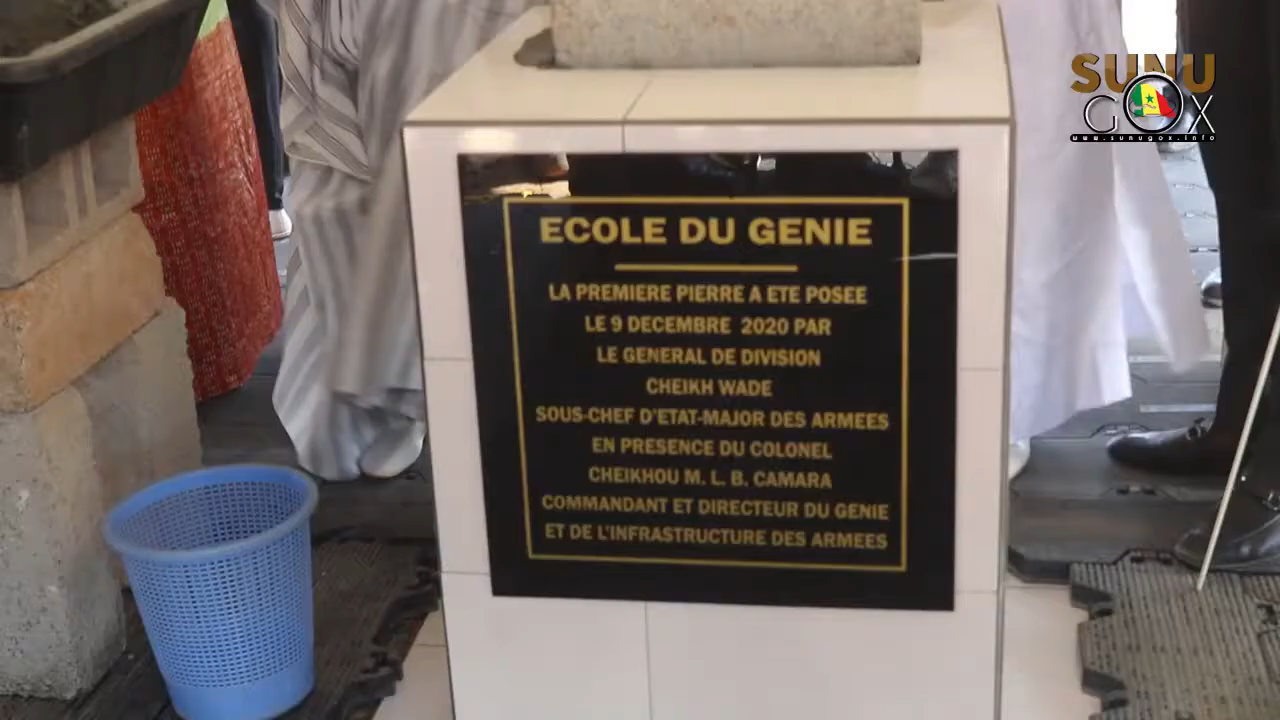 SUNU
GOX
www.sunugox.info
ECOLE DU GENIE
LA PREMIERE PIERRE A ETE POSEE
LE 9 DECEMBRE 2020 PAR
LE GENERAL DE DIVISION
CHEIKH WADE
SOUS-CHEF D'ETAT-MAJOR DES ARMEES
EN PRESENCE DU COLONEL
CHEIKHOU M. L. B. CAMARA
COMMANDANT ET DIRECTEUR DU GENIE
ET DE L'INFRASTRUCTURE DES ARMEES